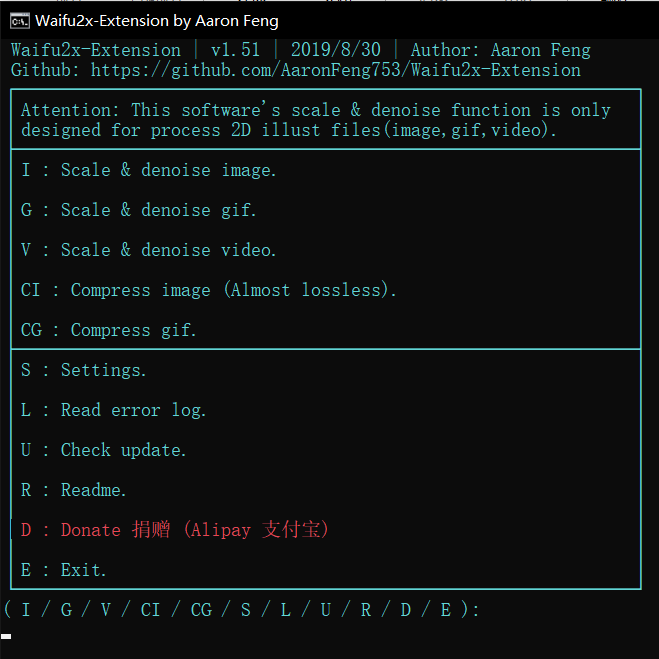 Waifu2x-Extension by Aaron Feng
Waifu2x-Extension | v1.51 | 2019/8/30 | Author: Aaron Feng
Github: https://github.com/AaronFeng753/Waifu2x-Extension
Attention: This software's scale & denoise function is only
designed for process 2D illust files(image,gif,video).
I : Scale & denoise image.
G : Scale & denoise gif.
V : Scale & denoise video.
CI : Compress image (Almost lossless).
CG : Compress gif.
S : Settings.
L : Read error log.
U : Check update.
R : Readme.
D : Donate 捐赠 (Alipay 支付宝)
E : Exit.
( I / G / V / CI / CG / S / L / U / R / D / E ):